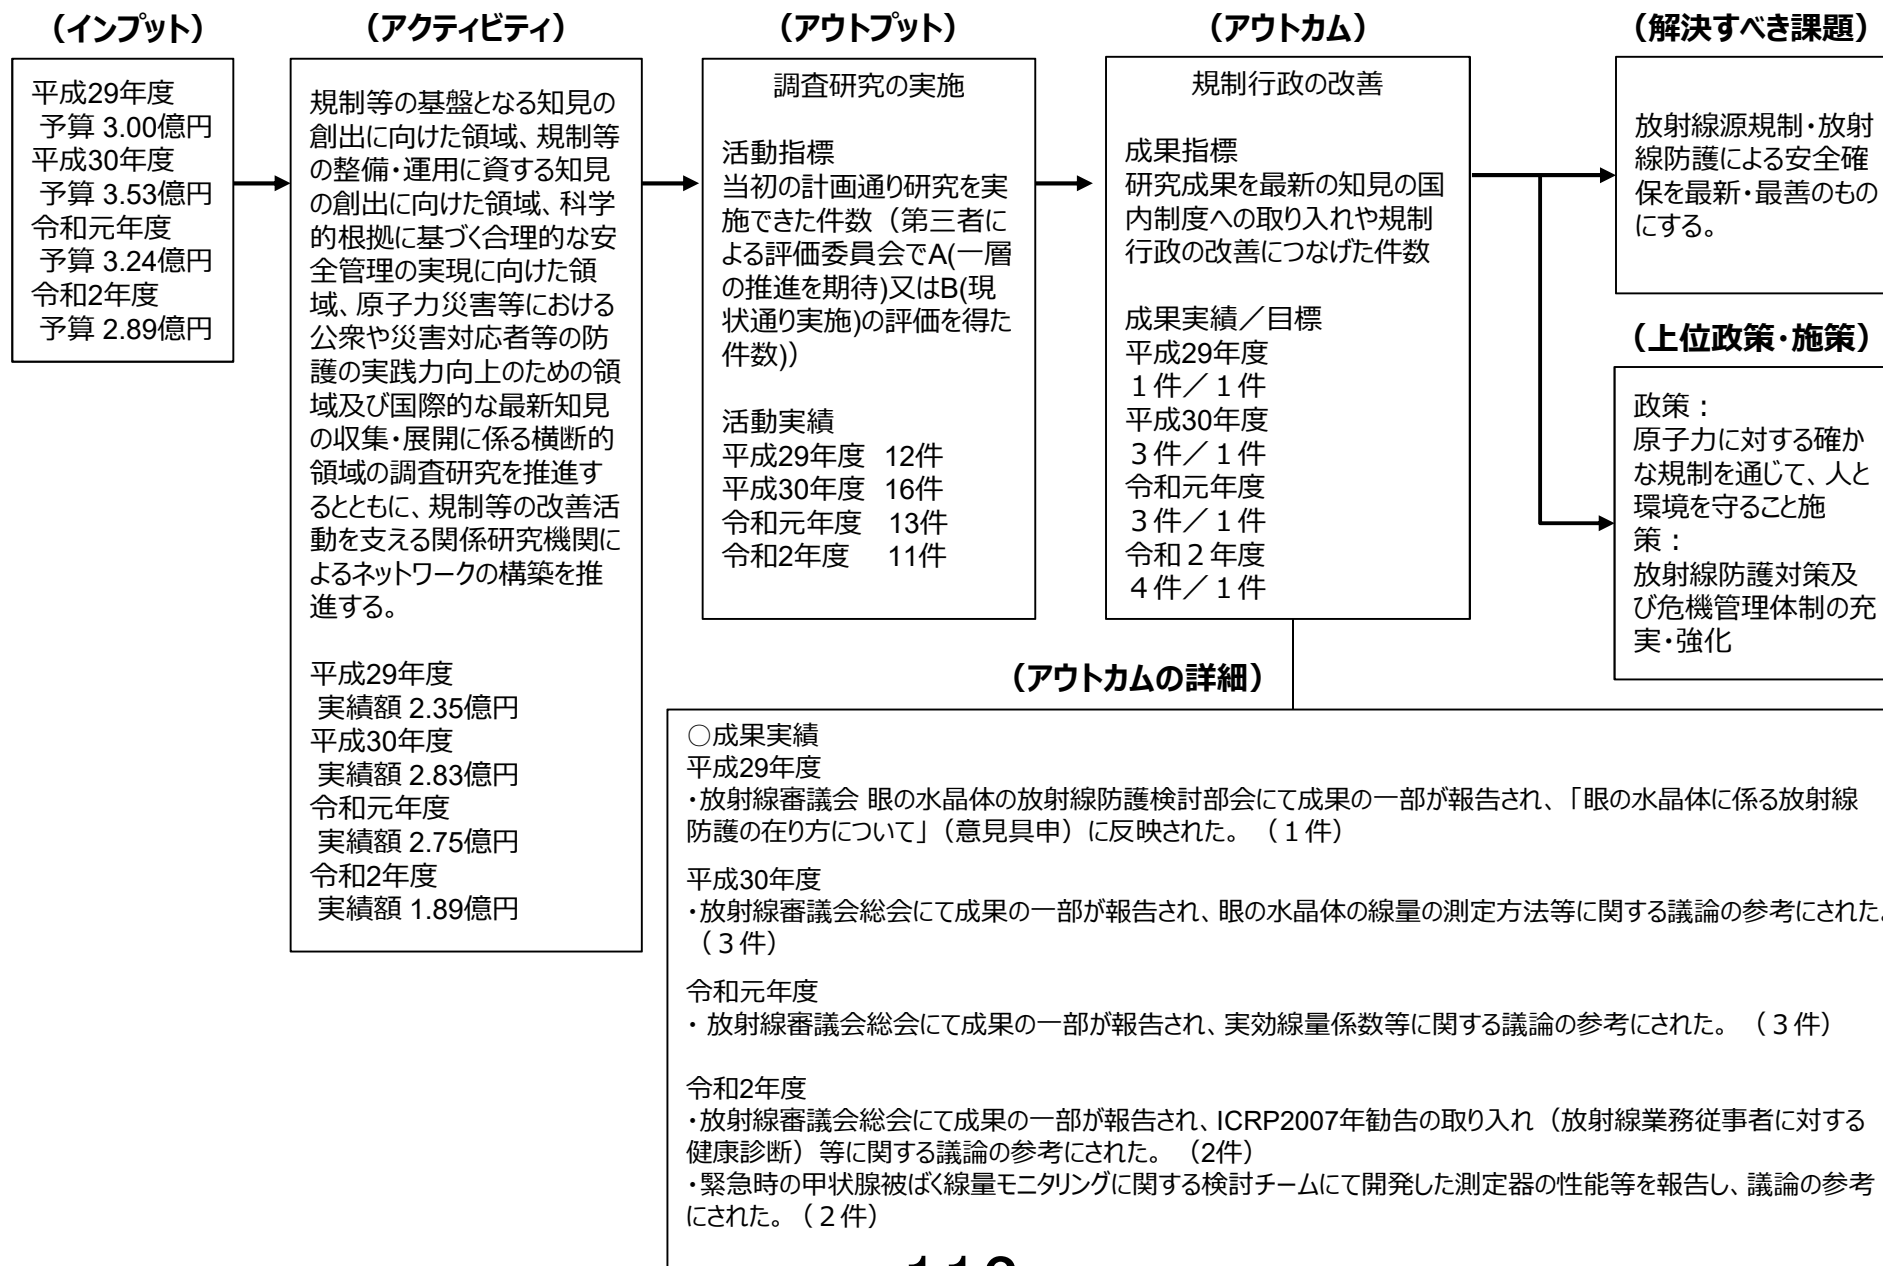 （インプット）
平成29年度
予算 3.00億円
平成30年度
予算 3.53億円
令和元年度
予算 3.24億円
令和2年度
予算 2.89億円
（アクティビティ）
規制等の基盤となる知見の
創出に向けた領域、規制等
の整備・運用に資する知見
の創出に向けた領域、科学
的根拠に基づく合理的な安
全管理の実現に向けた領
域、原子力災害等における
公衆や災害対応者等の防
護の実践力向上のための領
域及び国際的な最新知見
の収集・展開に係る横断的
領域の調査研究を推進す
るとともに、規制等の改善活
動を支える関係研究機関に
よるネットワークの構築を推
進する。
平成29年度
実績額 2.35億円
平成30年度
実績額 2.83億円
令和元年度
実績額 2.75億円
令和2年度
実績額 1.89億円
（アウトプット）
調査研究の実施
活動指標
当初の計画通り研究を実
施できた件数（第三者に
よる評価委員会でA(一層
の推進を期待)又はB(現
状通り実施)の評価を得た
件数)）
活動実績
平成29年度 12件
平成30年度 16件
令和元年度 13件
令和2年度 11件
（アウトカム）
規制行政の改善
成果指標
研究成果を最新の知見の国
内制度への取り入れや規制
行政の改善につなげた件数
成果実績／目標
平成29年度
１件／１件
平成30年度
３件／１件
令和元年度
３件／１件
令和２年度
４件／１件
（解決すべき課題）
放射線源規制・放射
線防護による安全確
保を最新・最善のもの
にする。
（上位政策・施策）
政策：
原子力に対する確か
な規制を通じて、人と
環境を守ること施
策：
放射線防護対策及
び危機管理体制の充
実・強化
（アウトカムの詳細）
○成果実績
平成29年度
・放射線審議会 眼の水晶体の放射線防護検討部会にて成果の一部が報告され、「眼の水晶体に係る放射線
防護の在り方について」（意見具申）に反映された。（１件）
平成30年度
・放射線審議会総会にて成果の一部が報告され、眼の水晶体の線量の測定方法等に関する議論の参考にされた。
（３件）
令和元年度
・ 放射線審議会総会にて成果の一部が報告され、実効線量係数等に関する議論の参考にされた。（３件）
令和2年度
・放射線審議会総会にて成果の一部が報告され、ICRP2007年勧告の取り入れ（放射線業務従事者に対する
健康診断）等に関する議論の参考にされた。（2件）
・緊急時の甲状腺被ばく線量モニタリングに関する検討チームにて開発した測定器の性能等を報告し、議論の参考
にされた。（２件）